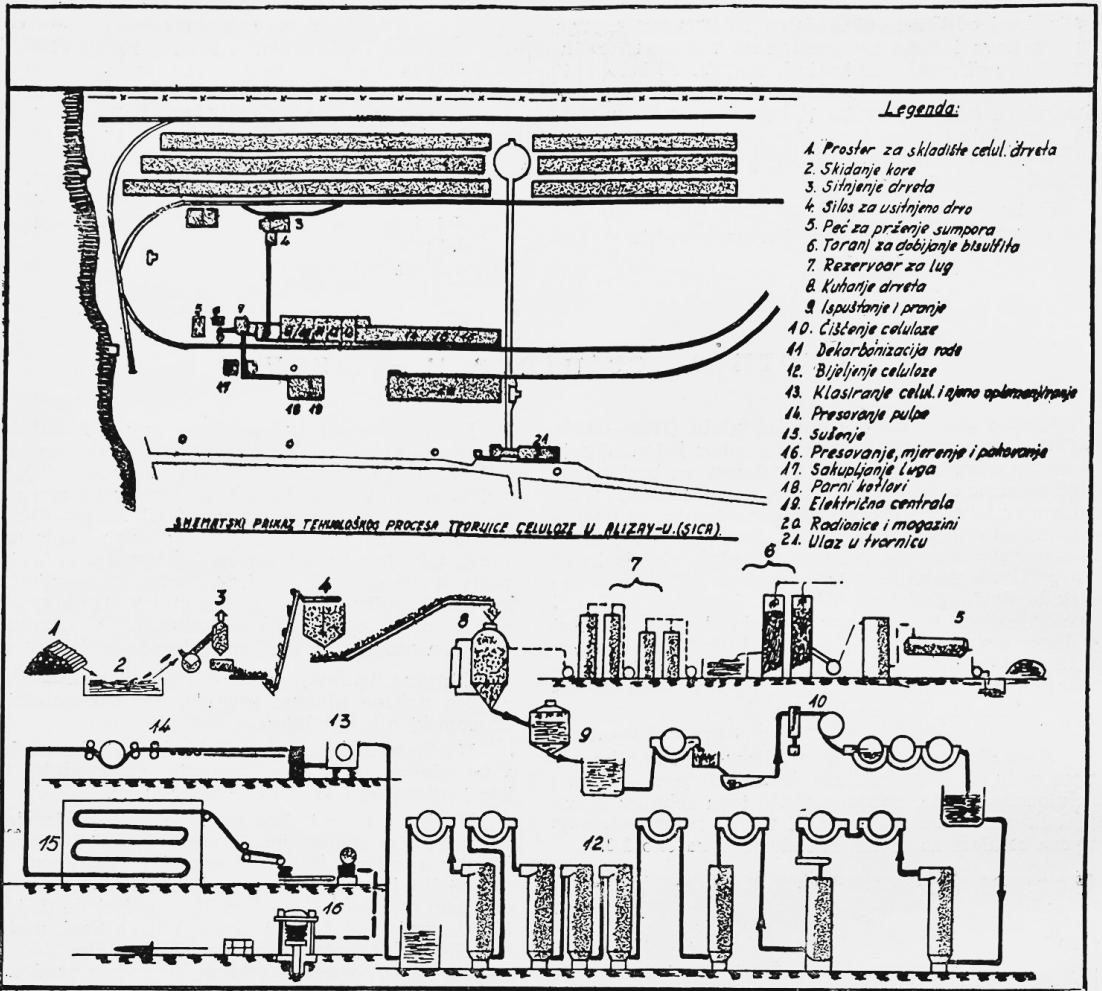 Legenda:
1. Prostor za skladište celul. drveta
2. Skidanje kore
3. Sitnjenje drveta
4. Silos za usitnjeno drvo
5. Peć za prženje sumpora
6. Toranj za dobijanje bisulfita
7. Rezervoar za lug
8. Kuhanje drveta
9. Ispuštanje i pranje
10. Čišćenje celuloze
11. Dekarbonizacija vode
12. Bijeljenje celuloze
13. Klasiranje celul. i njeno oplemenjivanje
14. Presovanje pulpe
15. Sušenje
16. Presovanje, mjerenje i pakovanje
17. Sakupljanje luga
18. Parni kotlovi
19. Električna centrala
20. Radionice i magazini
21. Ulaz u tvornicu
3
4
5
9
17
18 19
21
SHEMATSKI PRIKAZ TEHNOLOŠKOG PROCESA TVORNICE CELULOZE U ALIZAY-U.(SICA).
1
2
3
4
8
7
6
5
9
10
14
13
15
12
16